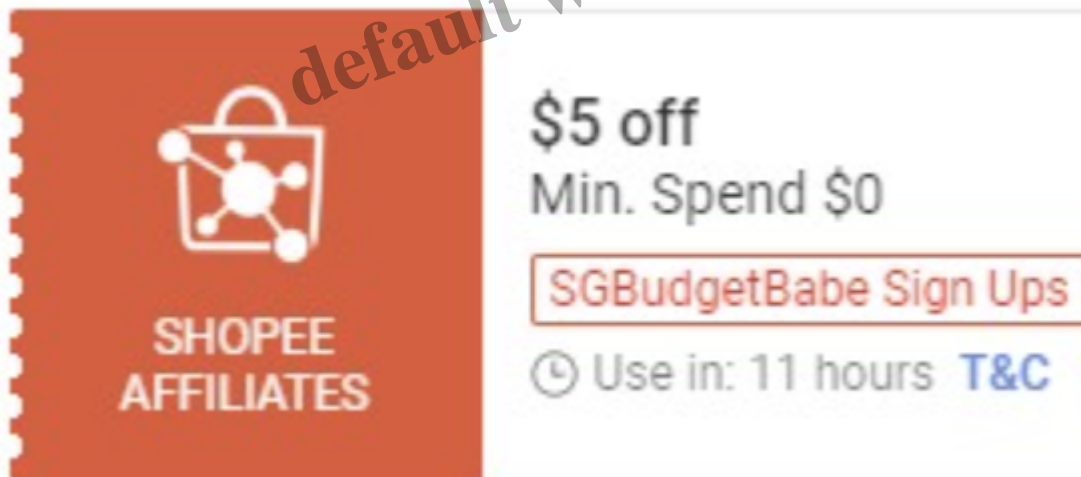 default
$5 off
Min. Spend $0
SGBudgetBabe Sign Ups
SHOPEE
AFFILIATES
Use in: 11 hours T&C